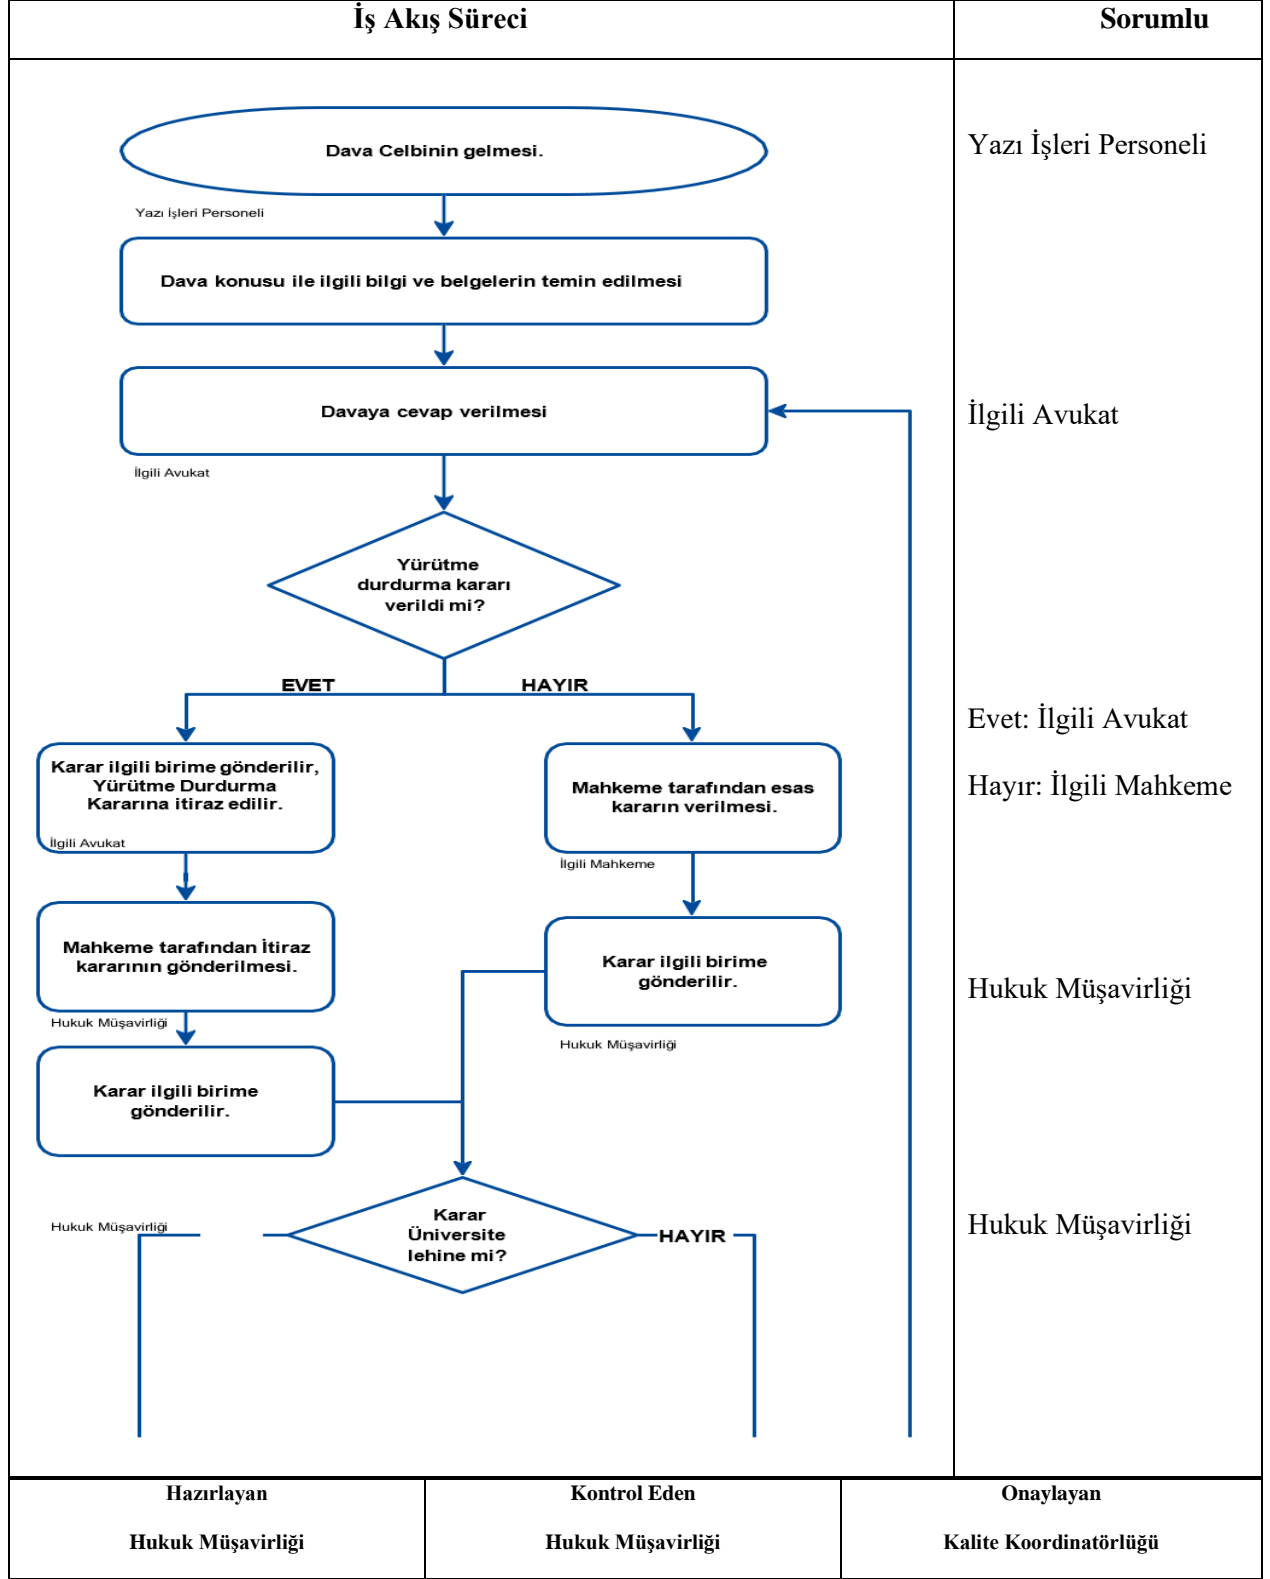 İş Akış Süreci
Sorumlu
Dava Celbinin gelmesi.
Yazı İşleri Personeli
Yazı İşleri Personeli
Dava konusu ile ilgili bilgi ve belgelerin temin edilmesi
Davaya cevap verilmesi
İlgili Avukat
İlgili Avukat
Yürütme
durdurma kararı
verildi mi?
EVET
HAYIR
Evet: İlgili Avukat
Hayır: İlgili Mahkeme
Karar ilgili birime gönderilir,
Yürütme Durdurma
Kararına itiraz edilir.
İlgili Avukat
Mahkeme tarafından esas
kararın verilmesi.
İlgili Mahkeme
Mahkeme tarafından İtiraz
kararının gönderilmesi.
Hukuk Müşavirliği
Karar ilgili birime
gönderilir.
Hukuk Müşavirliği
Hukuk Müşavirliği
Karar ilgili birime
gönderilir.
Hukuk Müşavirliği
Karar
Üniversite
lehine mi?
HAYIR
Hukuk Müşavirliği
Hazırlayan
Hukuk Müşavirliği
Kontrol Eden
Hukuk Müşavirliği
Onaylayan
Kalite Koordinatörlüğü